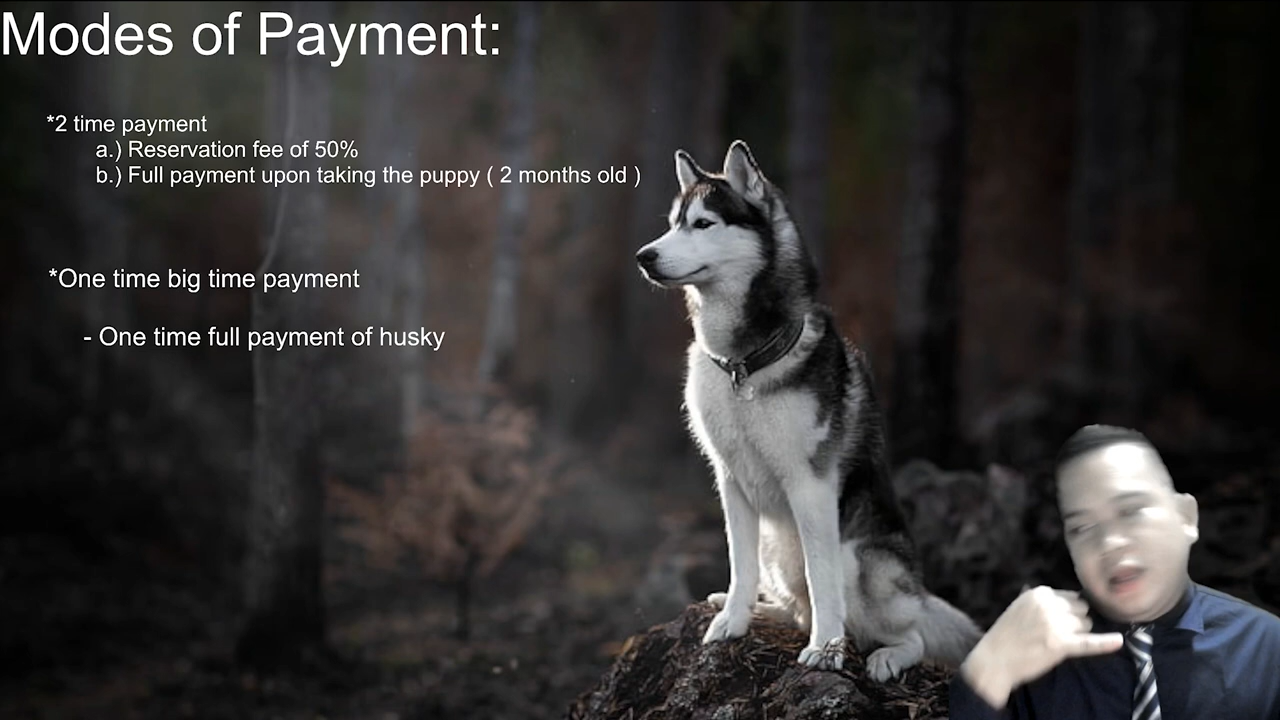 Modes of Payment:
*2 time payment
a.) Reservation fee of 50%
b.) Full payment upon taking the puppy ( 2 months old )
*One time big time payment
- One time full payment of husky